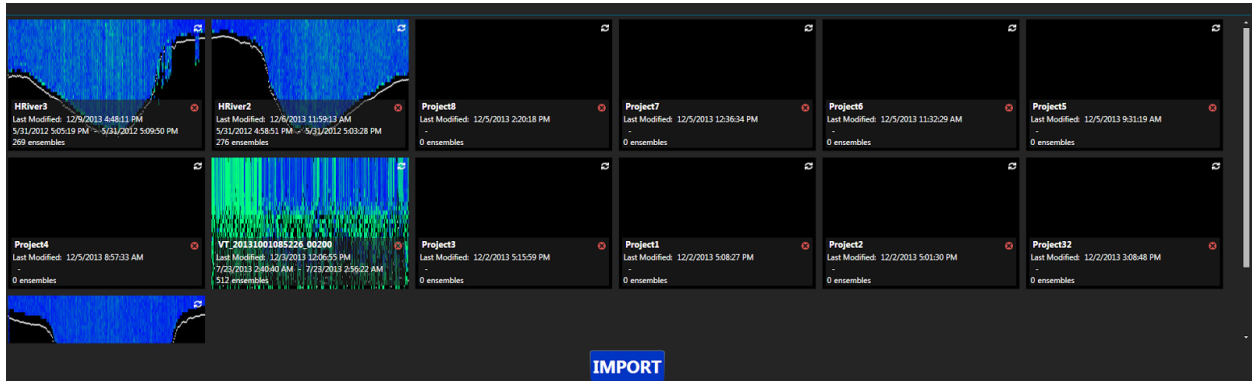 HRiver3
Last Modified: 12/9/2013 4:48:11 PM
5/31/2012 5:05:19 PM - 5/31/2012 5:09:50 PM
269 ensembles
HRiver2
Last Modified: 12/6/2013 11:59:13 AM
5/31/2012 4:58:51 PM - 5/31/2012 5:03:28 PM
276 ensembles
Project8
Last Modified: 12/5/2013 2:20:18 PM
-
0 ensembles
Project7
Last Modified: 12/5/2013 12:36:34 PM
-
0 ensembles
Project6
Last Modified: 12/5/2013 11:32:29 AM
-
0 ensembles
Project5
Last Modified: 12/5/2013 9:31:19 AM
-
0 ensembles
Project4
Last Modified: 12/5/2013 8:57:33 AM
-
0 ensembles
VT_20131001085226_00200
Last Modified: 12/3/2013 12:06:55 PM
7/23/2013 2:40:40 AM - 7/23/2013 2:56:22 AM
512 ensembles
Project3
Last Modified: 12/2/2013 5:15:59 PM
-
0 ensembles
Project1
Last Modified: 12/2/2013 5:08:27 PM
-
0 ensembles
Project2
Last Modified: 12/2/2013 5:01:30 PM
-
0 ensembles
Project32
Last Modified: 12/2/2013 3:08:48 PM
-
0 ensembles
IMPORT